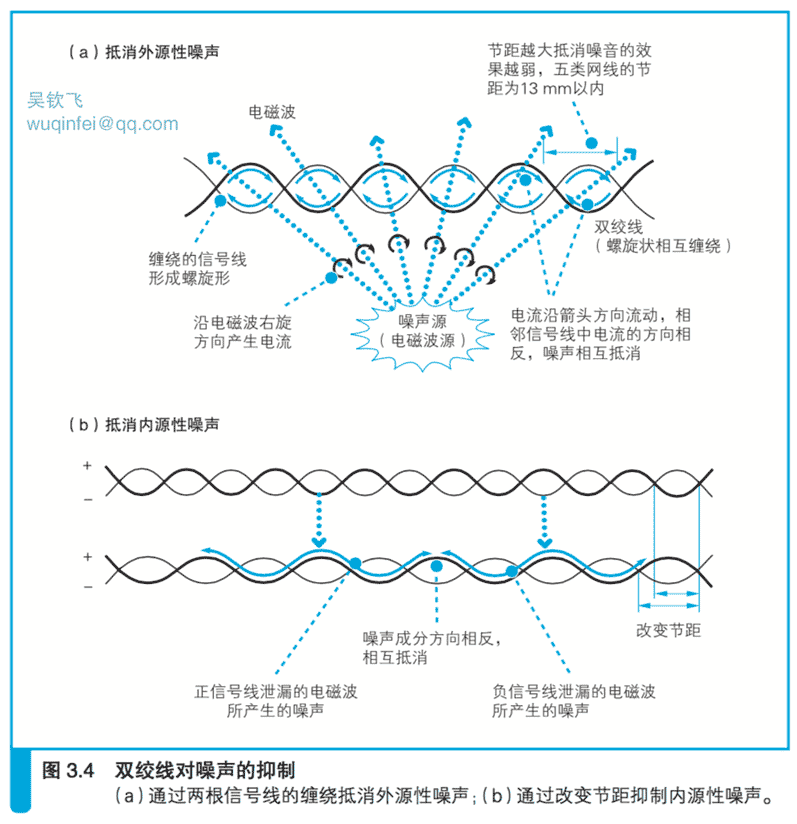 (a)抵消外源性噪声
节距越大抵消噪音的效
果越弱，五类网线的节
距为13 mm以内
吴钦飞
wuqinfei@qq.com
电磁波
缠绕的信号线
形成螺旋形
双绞线
(螺旋状相互缠绕)
沿电磁波右旋
方向产生电流
噪声源
(电磁波源)
电流沿箭头方向流动，相
邻信号线中电流的方向相
反，噪声相互抵消
(b)抵消内源性噪声
+
−
+
−
改变节距
噪声成分方向相反，
相互抵消
正信号线泄漏的电磁波
所产生的噪声
负信号线泄漏的电磁波
所产生的噪声
图 3.4 双绞线对噪声的抑制
(a)通过两根信号线的缠绕抵消外源性噪声；(b)通过改变节距抑制内源性噪声。